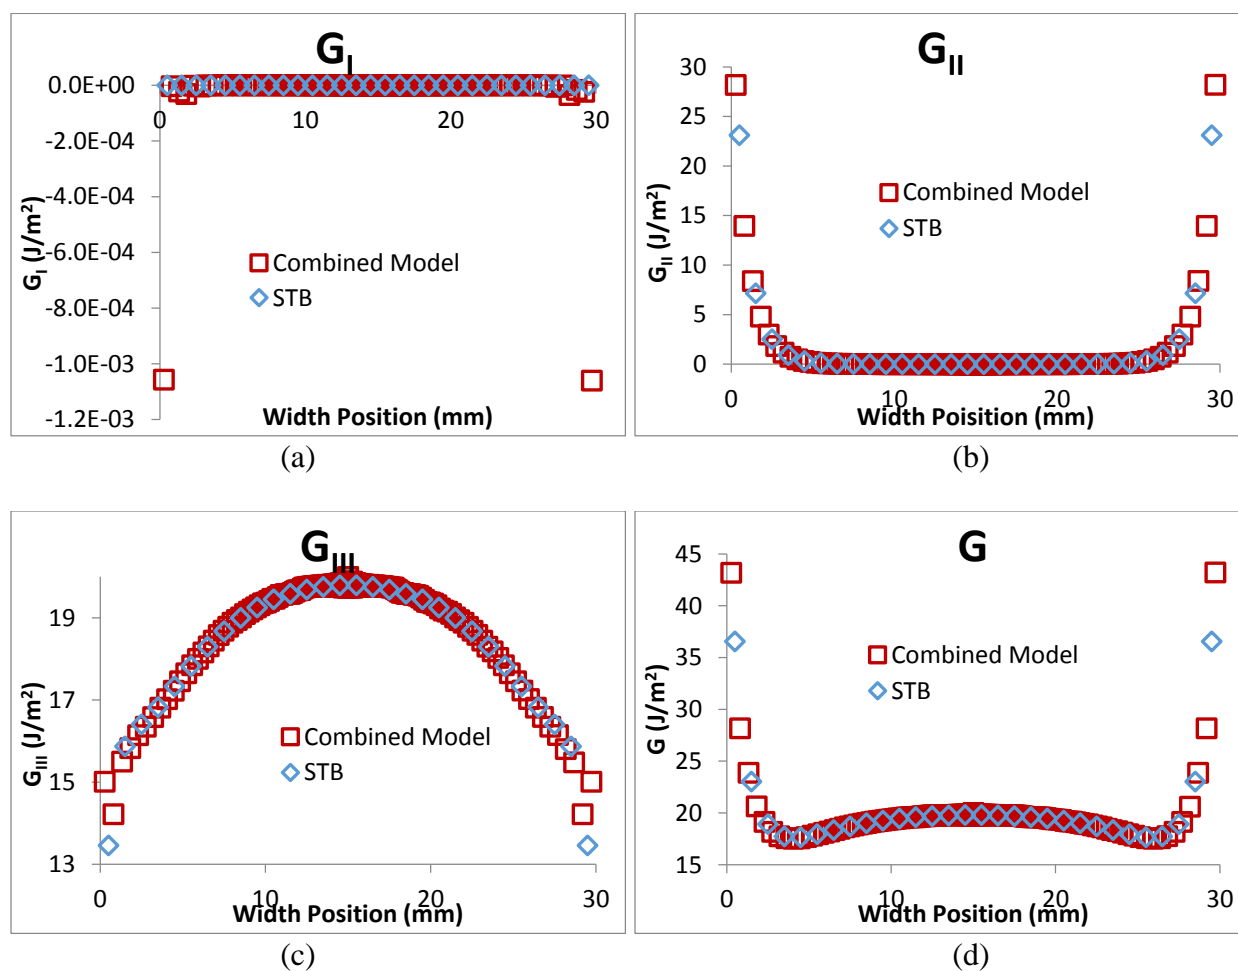 G_I
0.0E+00
-2.0E-04
-4.0E-04
-6.0E-04
-8.0E-04
-1.0E-03
-1.2E-03
0 10 20 30
G_I (J/m²)
Combined Model
STB
Width Position (mm)
(a)
G_II
30
25
20
15
10
5
0
0 10 20 30
G_II (J/m²)
Combined Model
STB
Width Poisition (mm)
(b)
G_III
19
17
15
13
0 10 20 30
G_III (J/m²)
Combined Model
STB
Width Position (mm)
(c)
G
45
40
35
30
25
20
15
0 10 20 30
G (J/m²)
Combined Model
STB
Width Position (mm)
(d)